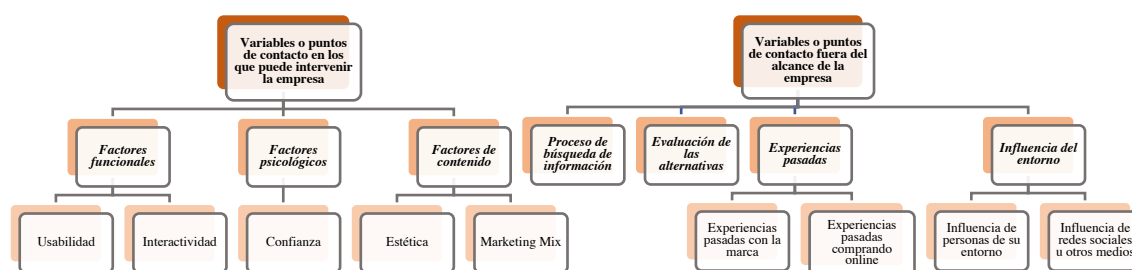 Variables o puntos
de contacto en los
que puede intervenir
la empresa
Variables o puntos
de contacto fuera del
alcance de la
empresa
Factores
funcionales
Factores
psicológicos
Factores de
contenido
Proceso de
búsqueda de
información
Evaluación de
las
alternativas
Experiencias
pasadas
Influencia del
entorno
Usabilidad
Interactividad
Confianza
Estética
Marketing Mix
Experiencias
pasadas con la
marca
Experiencias
pasadas
comprando
online
Influencia de
personas de su
entorno
Influencia de
redes sociales
u otros medios